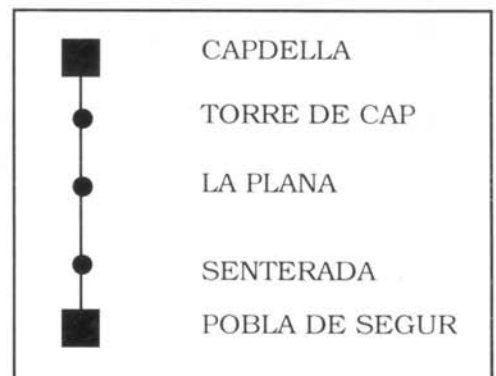 CAPDELLA
TORRE DE CAP
LA PLANA
SENTERADA
POBLA DE SEGUR